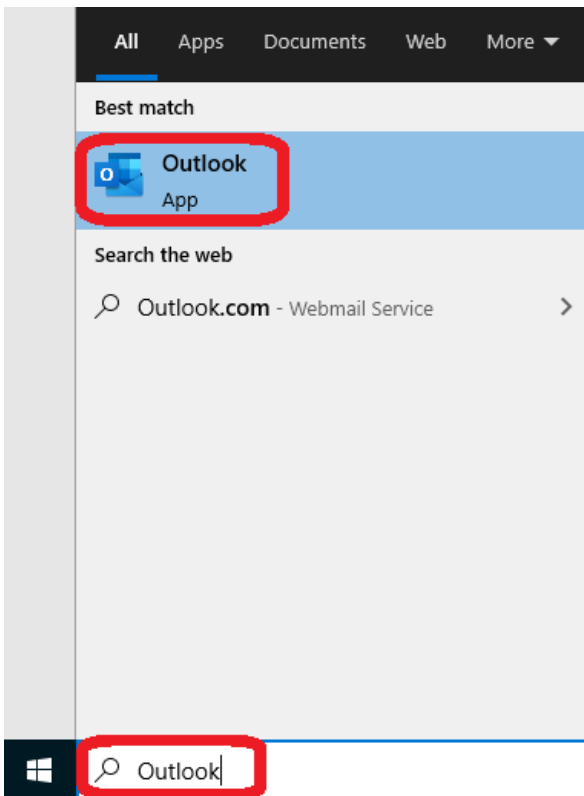 All Apps Documents Web More
Best match
Outlook
App
Search the web
Outlook.com - Webmail Service
Outlook